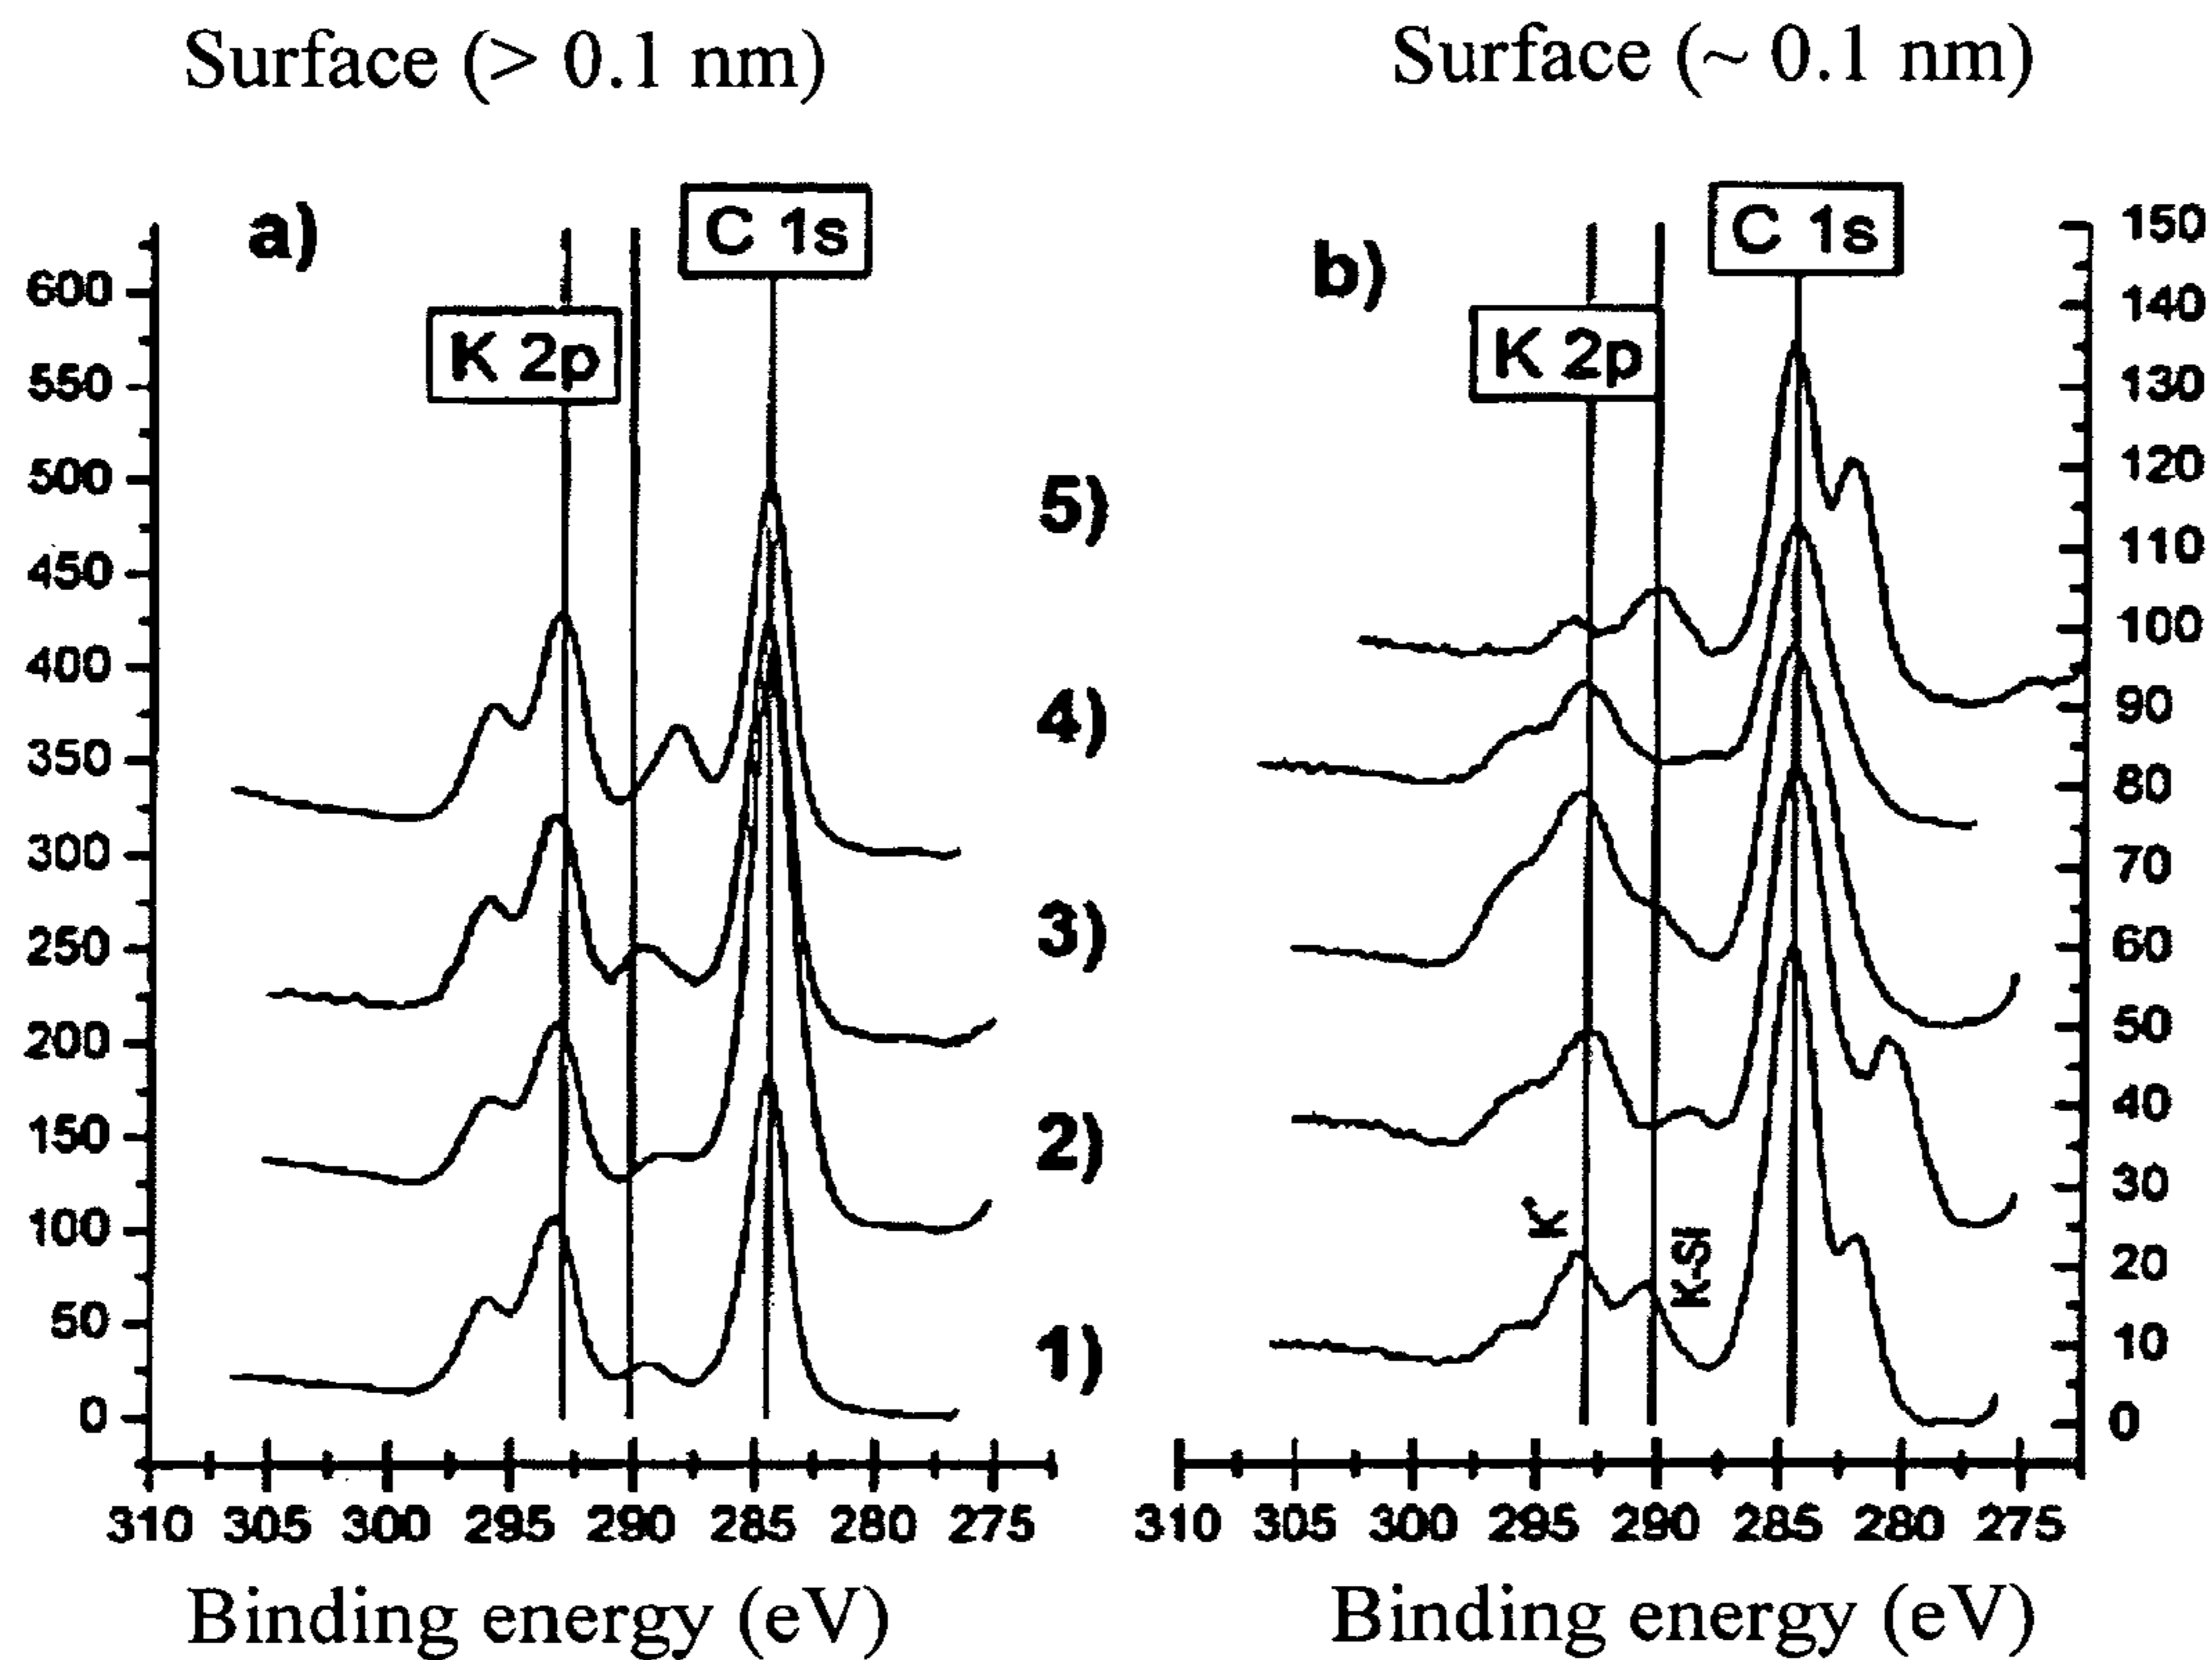 Surface (> 0.1 nm)
Surface (~ 0.1 nm)
a)
C 1s
K 2p
b)
C 1s
K 2p
600
550
500
450
400
350
300
250
200
150
100
50
0
5)
4)
3)
2)
1)
K
K-Si
150
140
130
120
110
100
90
80
70
60
50
40
30
20
10
0
310 305 300 295 290 285 280 275
310 305 300 295 290 285 280 275
Binding energy (eV)
Binding energy (eV)